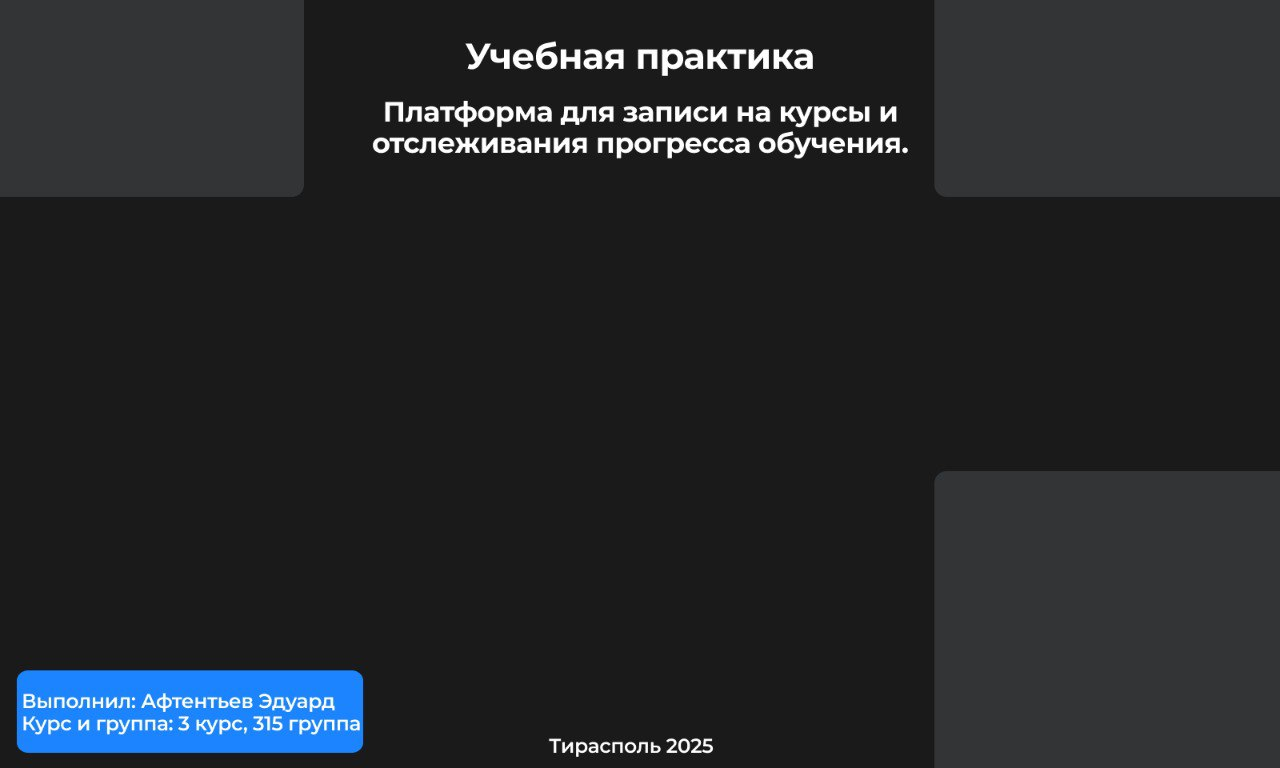 Учебная практика
Платформа для записи на курсы и
отслеживания прогресса обучения.
Выполнил: Афтентьев Эдуард
Курс и группа: 3 курс, 315 группа
Тирасполь 2025